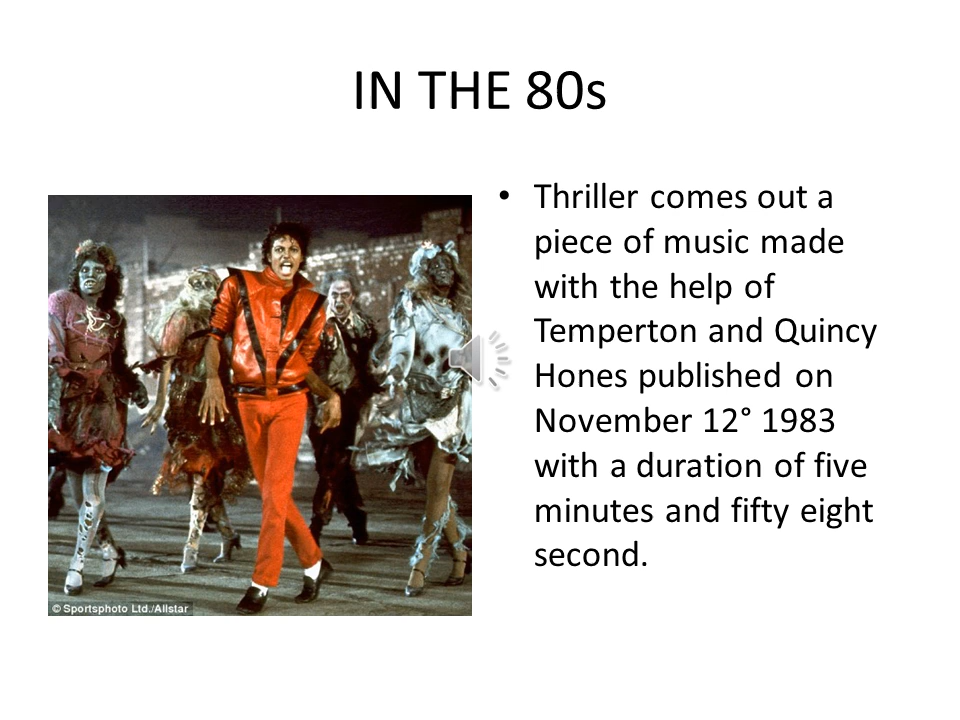 IN THE 80s
• Thriller comes out a
piece of music made
with the help of
Temperton and Quincy
Hones published on
November 12° 1983
with a duration of five
minutes and fifty eight
second.
© Sportsphoto Ltd./Allstar